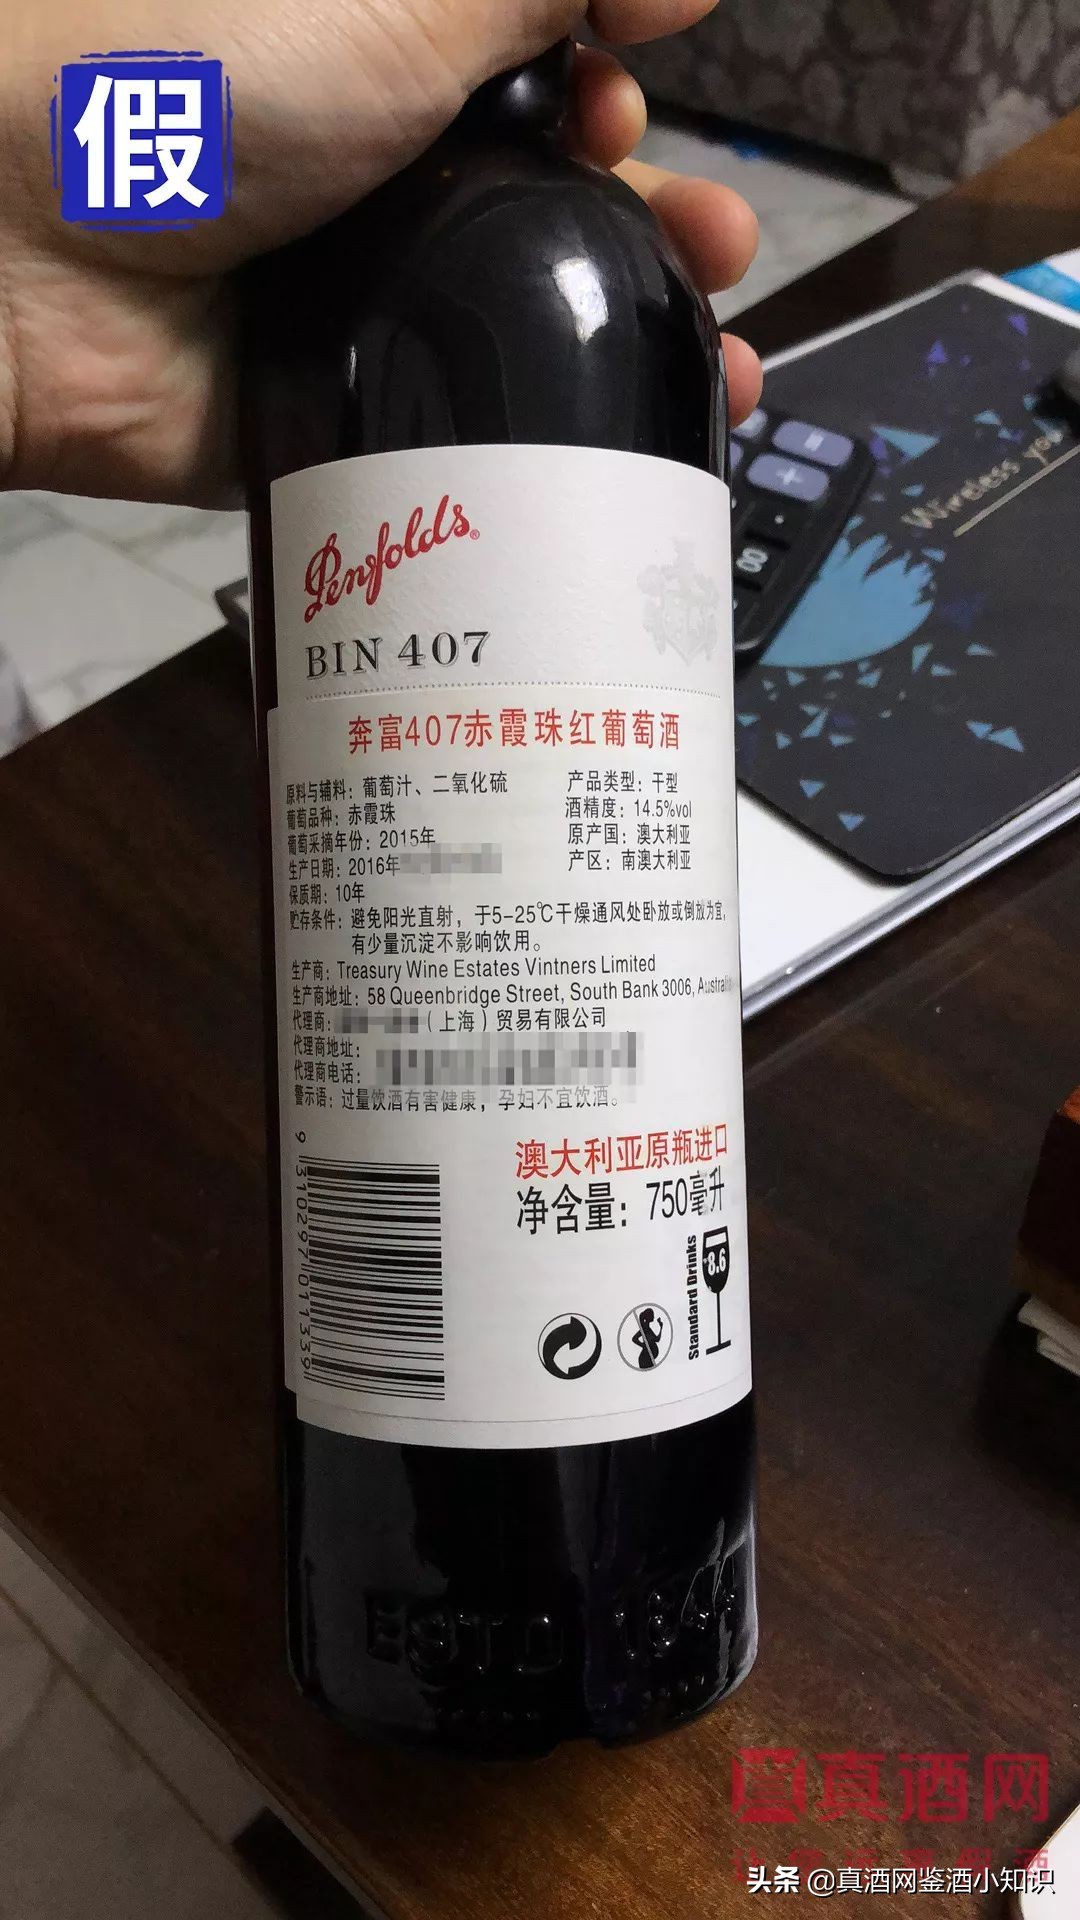 假
Penfolds®
BIN 407
奔富407赤霞珠红葡萄酒
原料与辅料：葡萄汁、二氧化硫
葡萄品种：赤霞珠
葡萄采摘年份：2015年
生产日期：2016年
保质期：10年
产品类型：干型
酒精度：14.5%vol
原产国：澳大利亚
产区：南澳大利亚
贮存条件：避免阳光直射，于5-25℃干燥通风处卧放或倒放为宜，
有少量沉淀不影响饮用。
生产商：Treasury Wine Estates Vintners Limited
生产商地址：58 Queenbridge Street, South Bank 3006, Australia
代理商：（上海）贸易有限公司
代理商地址：
代理商电话：
警示语：过量饮酒有害健康，孕妇不宜饮酒。
澳大利亚原瓶进口
净含量：750毫升
9 310297 011339
Standard Drinks
8.6
ESTD 1844
Wireless you
8
真酒网
头条 @真酒网鉴酒小知识